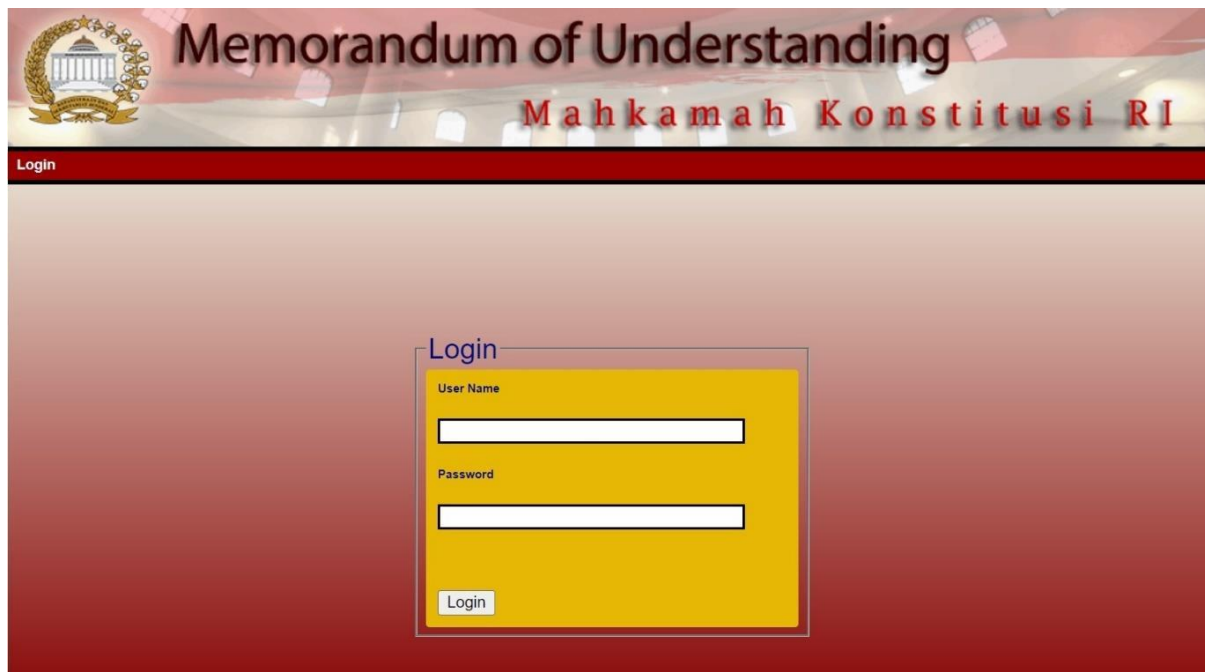 Memorandum of Understanding
Mahkamah Konstitusi RI
Login
Login
User Name
Password
Login